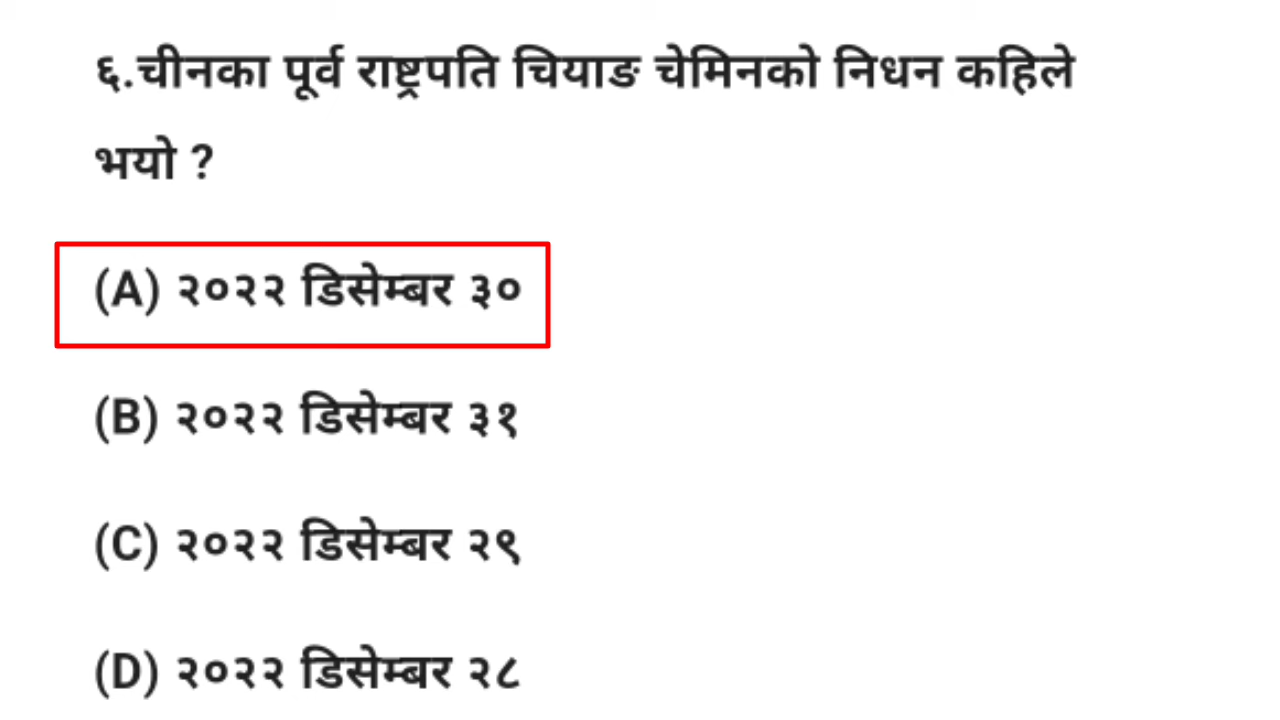 ६.चीनका पूर्व राष्ट्रपति चियाङ चेमिनको निधन कहिले
भयो ?
(A) २०२२ डिसेम्बर ३०
(B) २०२२ डिसेम्बर ३१
(C) २०२२ डिसेम्बर २९
(D) २०२२ डिसेम्बर २८